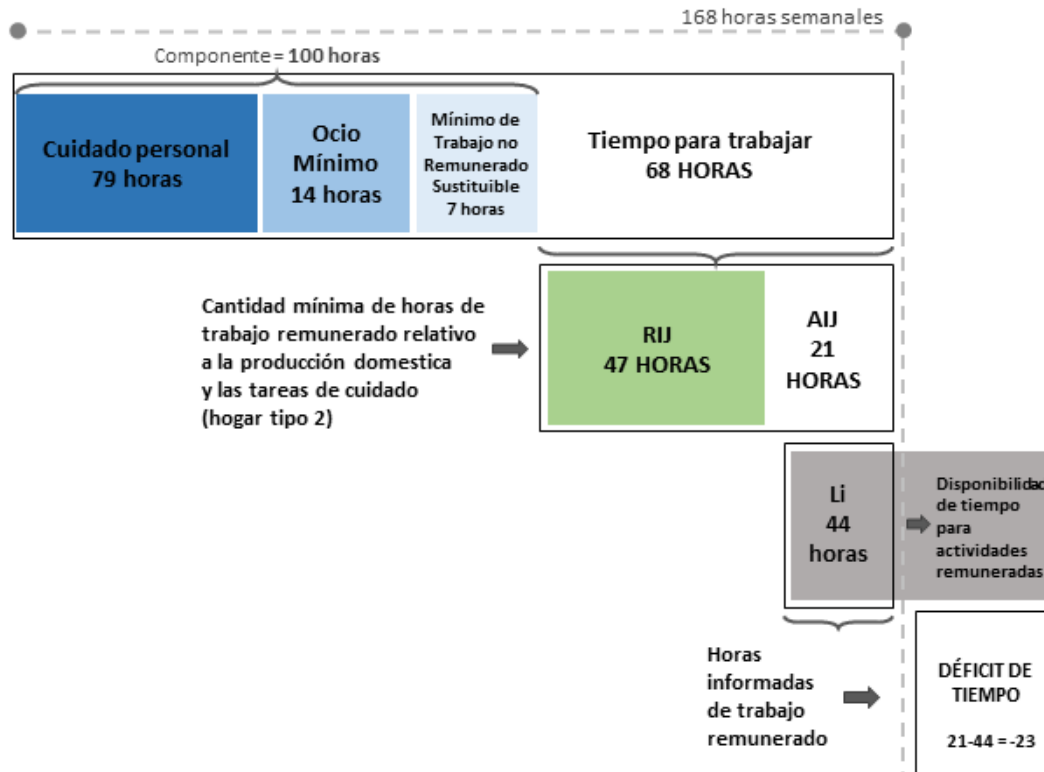 168 horas semanales
Componente = 100 horas
Cuidado personal
79 horas
Ocio
Mínimo
14 horas
Mínimo de
Trabajo no
Remunerado
Sustituible
7 horas
Tiempo para trabajar
68 HORAS
Cantidad mínima de horas de
trabajo remunerado relativo
a la producción domestica
y las tareas de cuidado
(hogar tipo 2)
RIJ
47 HORAS
AIJ
21
HORAS
Li
44
horas
Disponibilidad
de tiempo
para
actividades
remuneradas
Horas
informadas
de trabajo
remunerado
DÉFICIT DE
TIEMPO
21-44 = -23